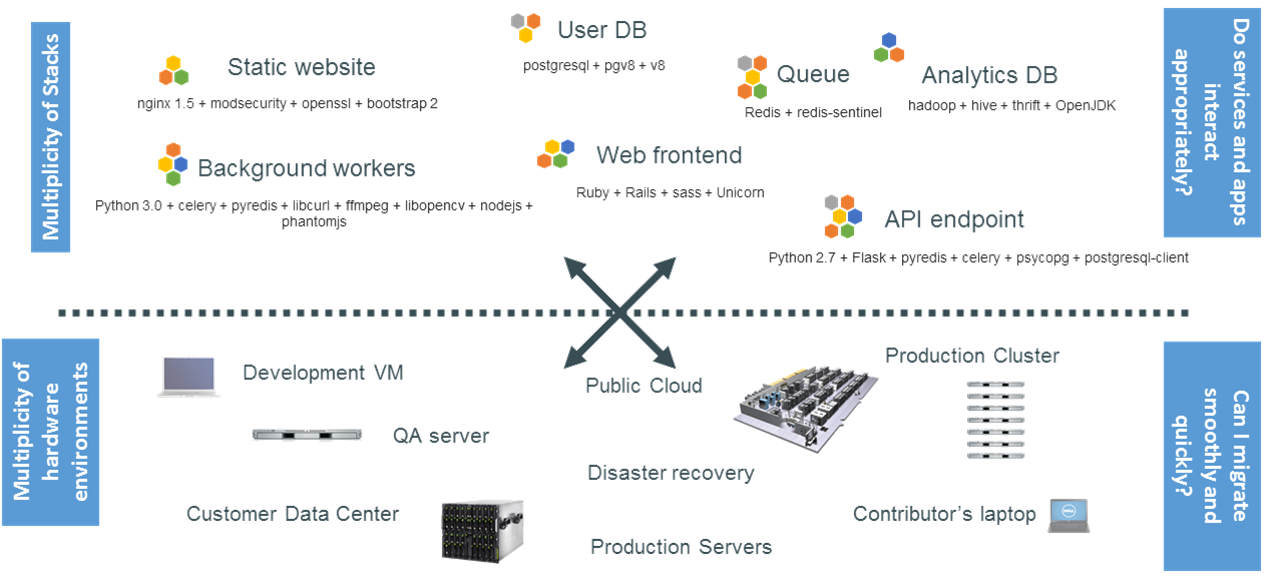 Multiplicity of Stacks
Do services and apps
interact
appropriately?
User DB
postgresql + pgv8 + v8
Static website
nginx 1.5 + modsecurity + openssl + bootstrap 2
Queue
Redis + redis-sentinel
Analytics DB
hadoop + hive + thrift + OpenJDK
Background workers
Python 3.0 + celery + pyredis + libcurl + ffmpeg + libopencv + nodejs +
phantomjs
Web frontend
Ruby + Rails + sass + Unicorn
API endpoint
Python 2.7 + Flask + pyredis + celery + psycopg + postgresql-client
Multiplicity of
hardware
environments
Can I migrate
smoothly and
quickly?
Development VM
Public Cloud
Production Cluster
QA server
Disaster recovery
Customer Data Center
Contributor’s laptop
Production Servers